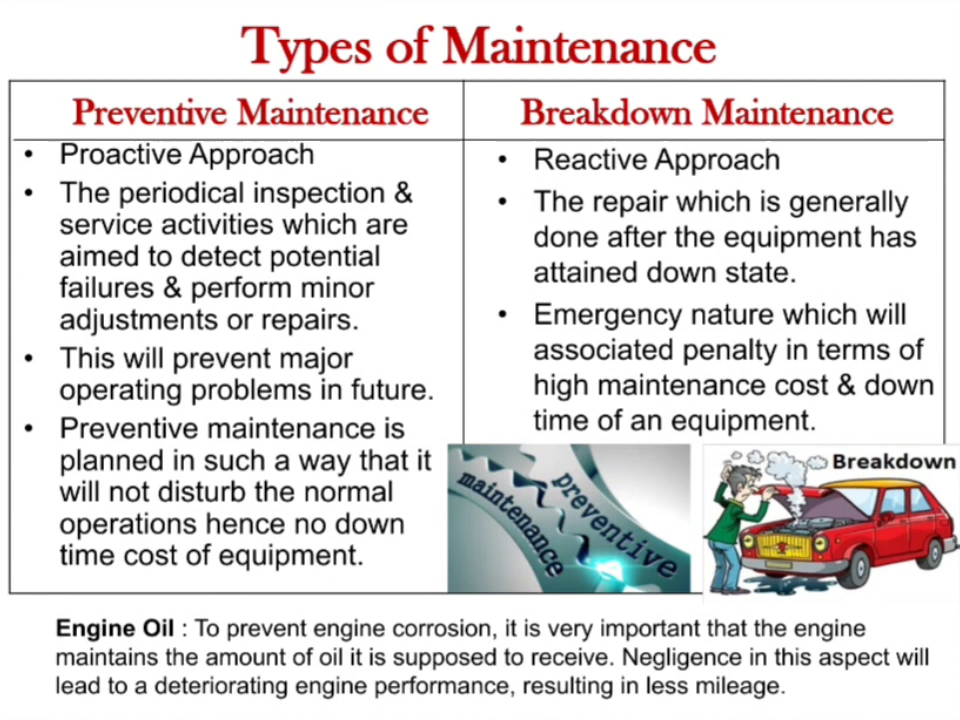 Types of Maintenance
Preventive Maintenance
• Proactive Approach
• The periodical inspection &
service activities which are
aimed to detect potential
failures & perform minor
adjustments or repairs.
• This will prevent major
operating problems in future.
• Preventive maintenance is
planned in such a way that it
will not disturb the normal
operations hence no down
time cost of equipment.
Breakdown Maintenance
• Reactive Approach
• The repair which is generally
done after the equipment has
attained down state.
• Emergency nature which will
associated penalty in terms of
high maintenance cost & down
time of an equipment.
preventive
maintenance
Breakdown
Engine Oil : To prevent engine corrosion, it is very important that the engine
maintains the amount of oil it is supposed to receive. Negligence in this aspect will
lead to a deteriorating engine performance, resulting in less mileage.